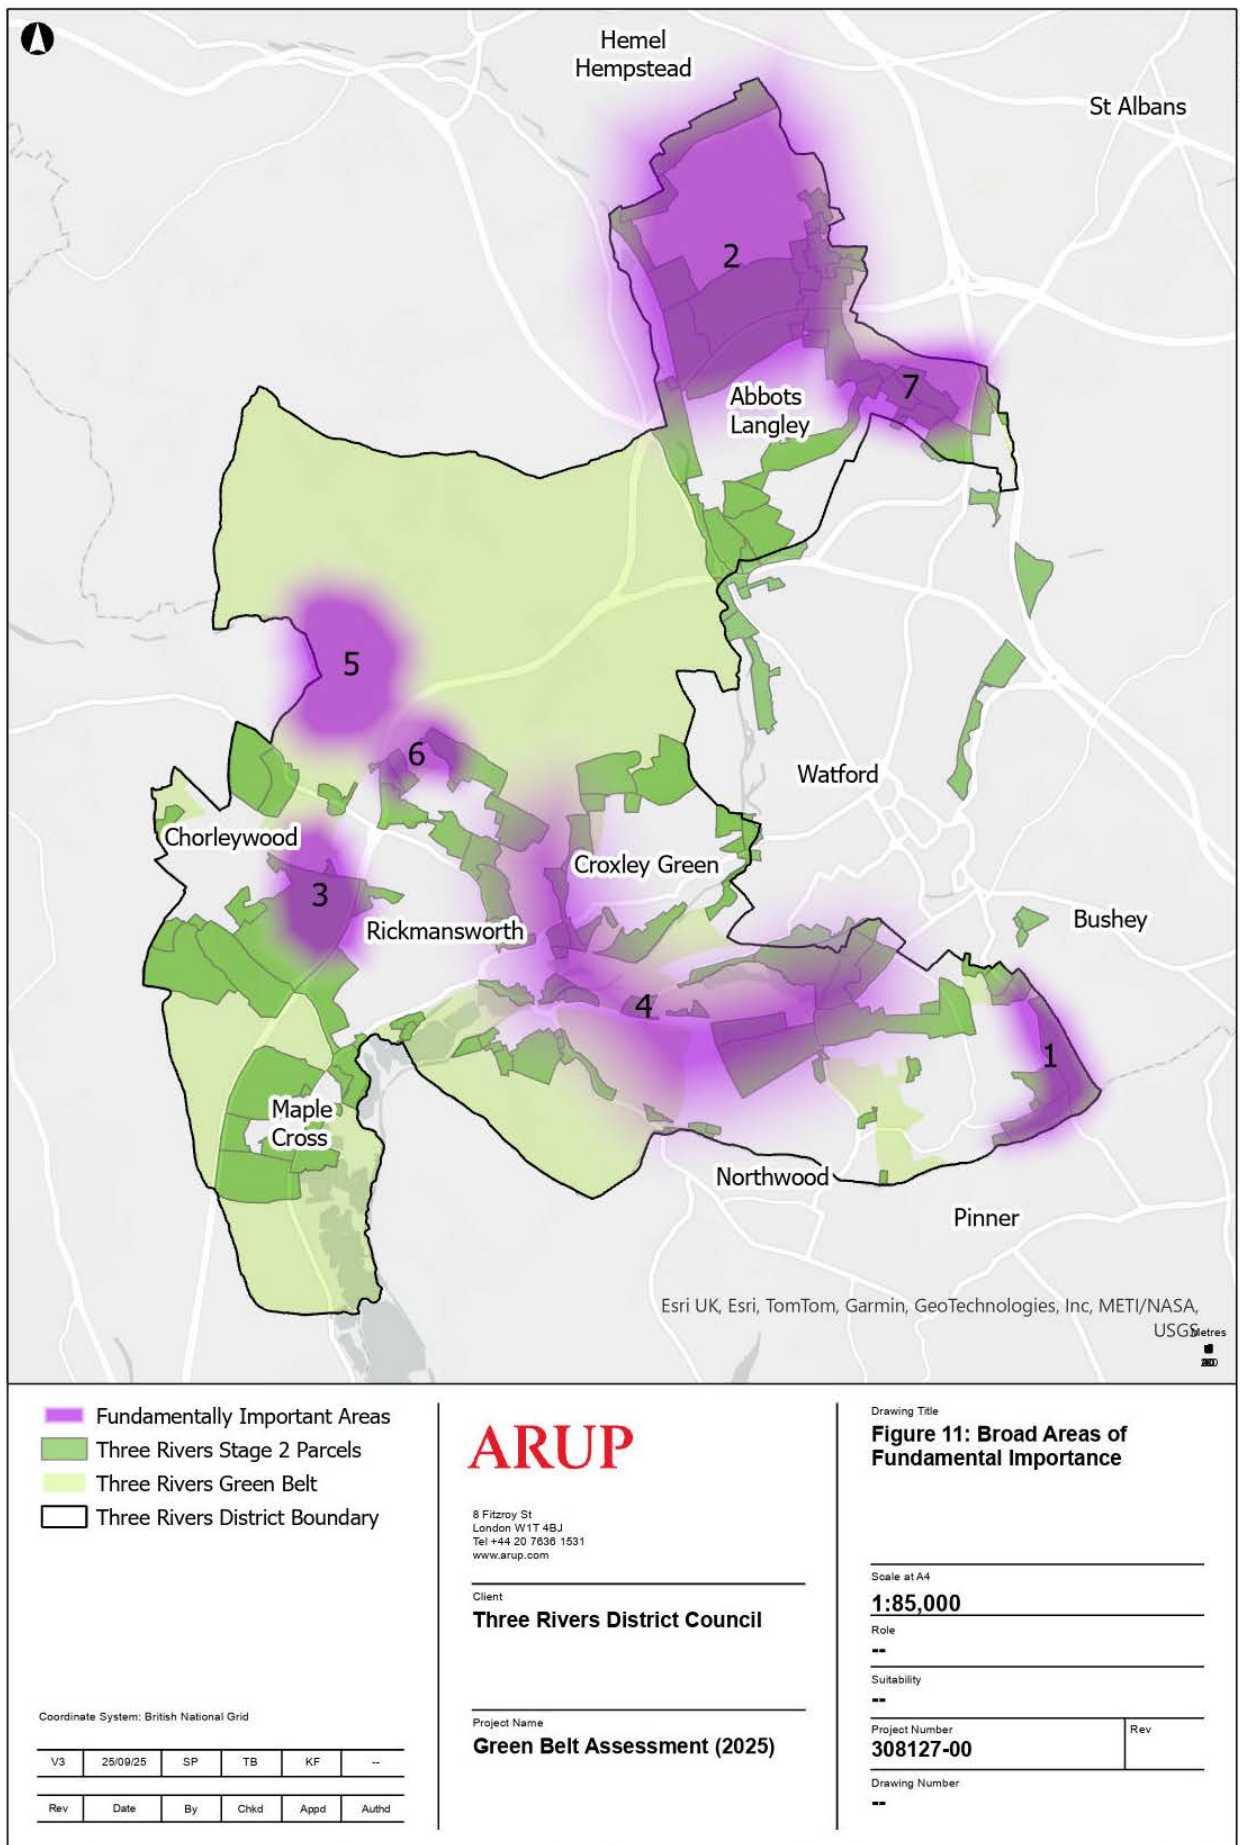 Hemel
Hempstead
St Albans
2
7
Abbots
Langley
5
6
Watford
Chorleywood
Croxley Green
3
Rickmansworth
Bushey
4
1
Maple
Cross
Northwood
Pinner
Esri UK, Esri, TomTom, Garmin, GeoTechnologies, Inc, METI/NASA,
USGS
Metres
Fundamentally Important Areas
Three Rivers Stage 2 Parcels
Three Rivers Green Belt
Three Rivers District Boundary
Coordinate System: British National Grid
V3 25/09/25 SP TB KF --
Rev Date By Chkd Appd Authd
ARUP
8 Fitzroy St
London W1T 4BJ
Tel +44 20 7636 1531
www.arup.com
Client
Three Rivers District Council
Project Name
Green Belt Assessment (2025)
Drawing Title
Figure 11: Broad Areas of
Fundamental Importance
Scale at A4
1:85,000
Role
--
Suitability
--
Project Number
308127-00
Rev
Drawing Number
--